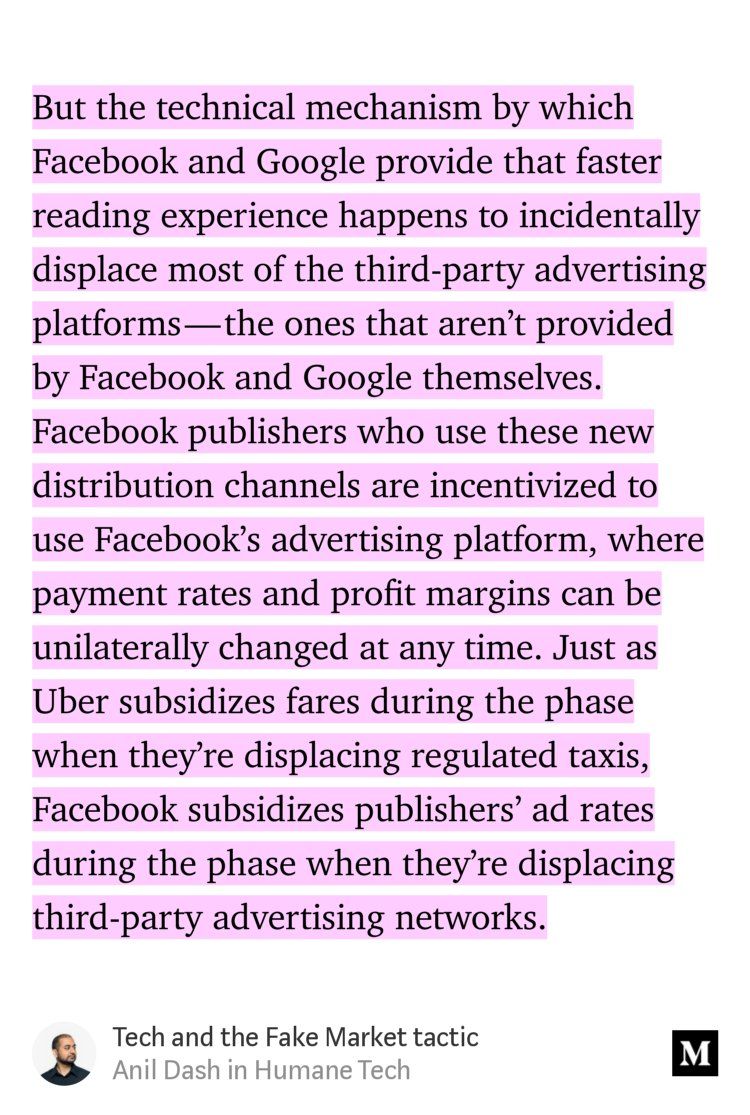 But the technical mechanism by which
Facebook and Google provide that faster
reading experience happens to incidentally
displace most of the third-party advertising
platforms — the ones that aren’t provided
by Facebook and Google themselves.
Facebook publishers who use these new
distribution channels are incentivized to
use Facebook’s advertising platform, where
payment rates and profit margins can be
unilaterally changed at any time. Just as
Uber subsidizes fares during the phase
when they’re displacing regulated taxis,
Facebook subsidizes publishers’ ad rates
during the phase when they’re displacing
third-party advertising networks.
Tech and the Fake Market tactic
Anil Dash in Humane Tech
M